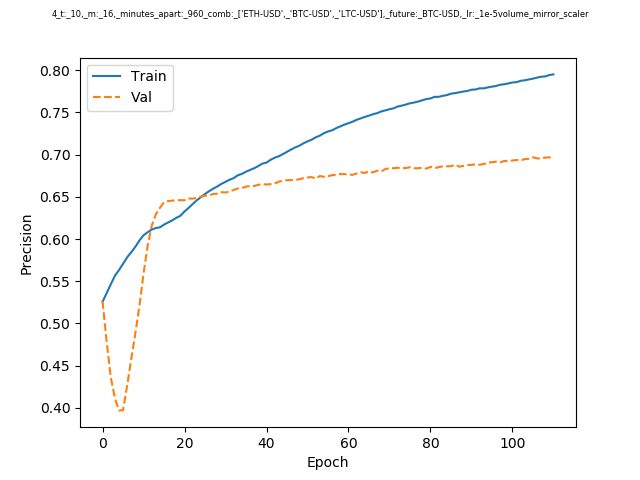 4_t:_10,_m:_16,_minutes_apart:_960_comb:_['ETH-USD',_'BTC-USD',_'LTC-USD'],_future:_BTC-USD,_lr:_1e-5volume_mirror_scaler
Train
Val
0.80
0.75
0.70
0.65
0.60
0.55
0.50
0.45
0.40
Precision
0 20 40 60 80 100
Epoch